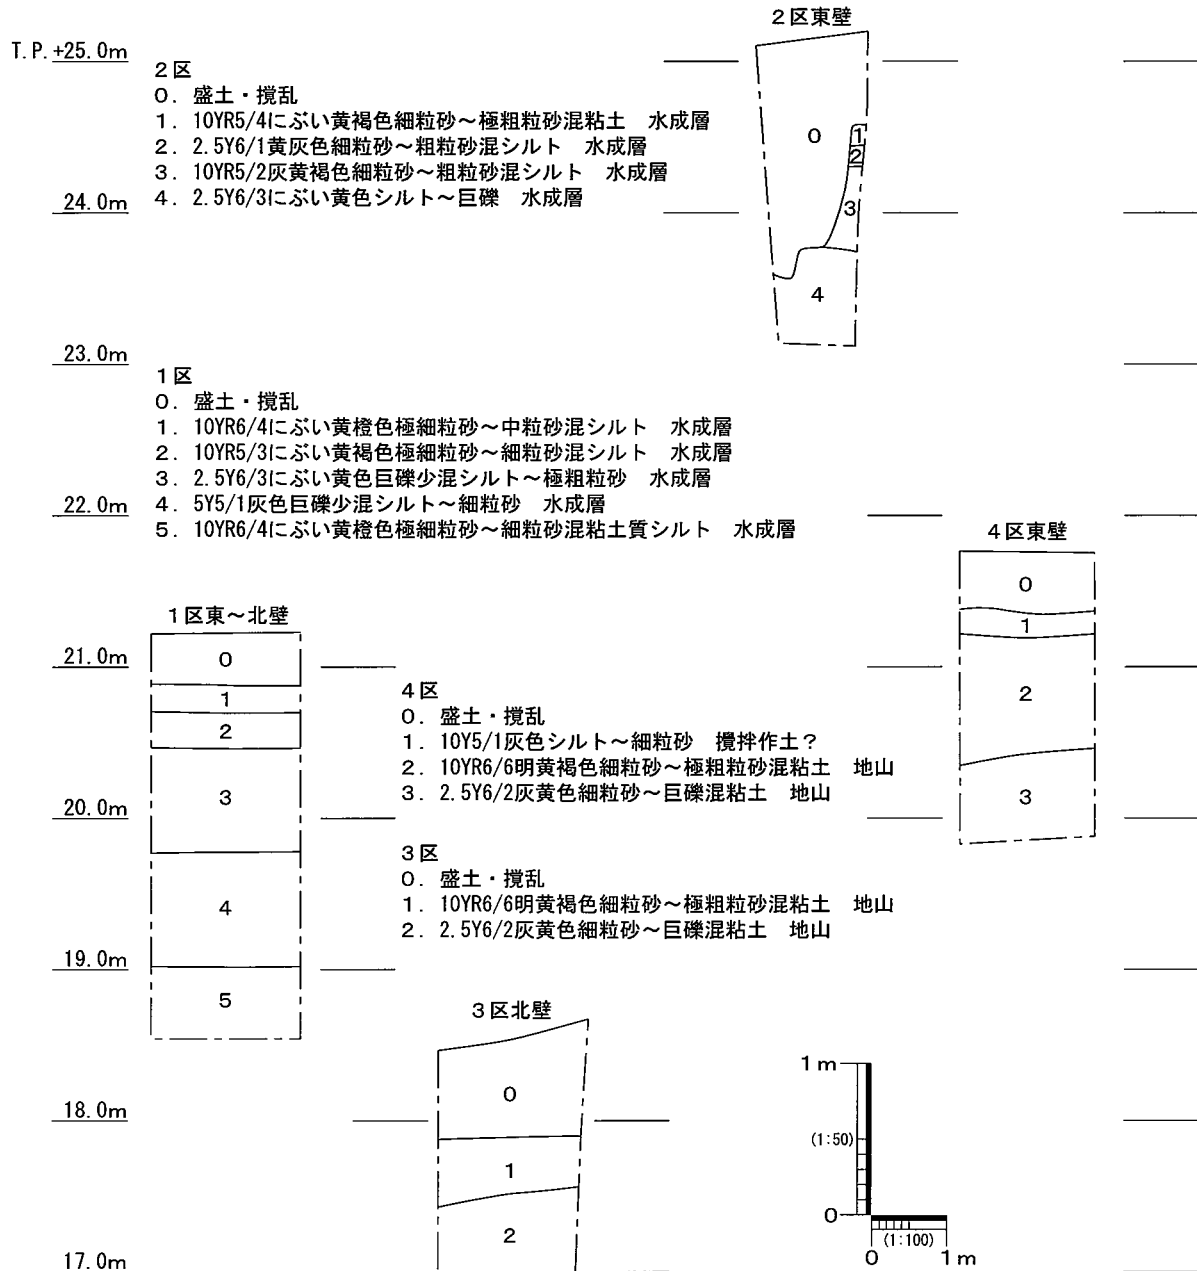 2区東壁
T.P.+25.0m
2区
0. 盛土・撹乱
1. 10YR5/4にぶい黄褐色細粒砂～極粗粒砂混粘土　水成層
2. 2.5Y6/1黄灰色細粒砂～粗粒砂混シルト　水成層
3. 10YR5/2灰黄褐色細粒砂～粗粒砂混シルト　水成層
4. 2.5Y6/3にぶい黄色シルト～巨礫　水成層
0
1
2
3
4
24.0m
23.0m
1区
0. 盛土・撹乱
1. 10YR6/4にぶい黄橙色極細粒砂～中粒砂混シルト　水成層
2. 10YR5/3にぶい黄褐色極細粒砂～細粒砂混シルト　水成層
3. 2.5Y6/3にぶい黄色巨礫少混シルト～極粗粒砂　水成層
4. 5Y5/1灰色巨礫少混シルト～細粒砂　水成層
5. 10YR6/4にぶい黄橙色極細粒砂～細粒砂混粘土質シルト　水成層
22.0m
4区東壁
0
1
2
3
1区東～北壁
21.0m
0
1
2
3
4
5
4区
0. 盛土・撹乱
1. 10Y5/1灰色シルト～細粒砂　攪拌作土?
2. 10YR6/6明黄褐色細粒砂～極粗粒砂混粘土　地山
3. 2.5Y6/2灰黄色細粒砂～巨礫混粘土　地山
20.0m
3区
0. 盛土・撹乱
1. 10YR6/6明黄褐色細粒砂～極粗粒砂混粘土　地山
2. 2.5Y6/2灰黄色細粒砂～巨礫混粘土　地山
19.0m
3区北壁
0
1
2
18.0m
17.0m
1m
(1:50)
0
(1:100)
0 1m